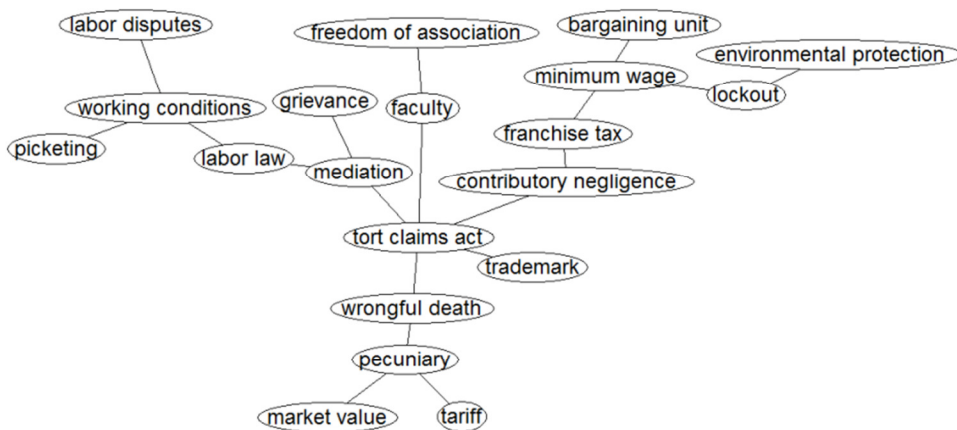 labor disputes
freedom of association
bargaining unit
environmental protection
minimum wage
lockout
working conditions
grievance
faculty
franchise tax
picketing
labor law
mediation
contributory negligence
tort claims act
trademark
wrongful death
pecuniary
market value
tariff